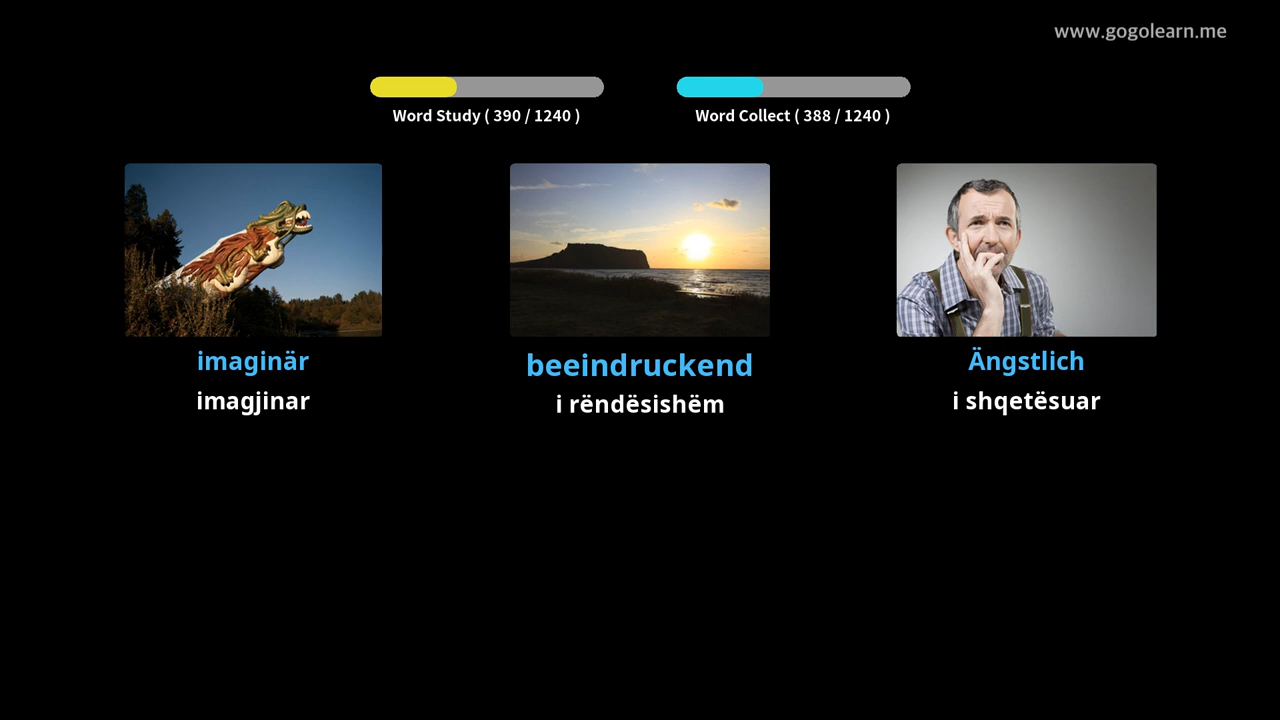 www.gogolearn.me
Word Study ( 390 / 1240 )
Word Collect ( 388 / 1240 )
imaginär
imagjinar
beeindruckend
i rëndësishëm
Ängstlich
i shqetësuar